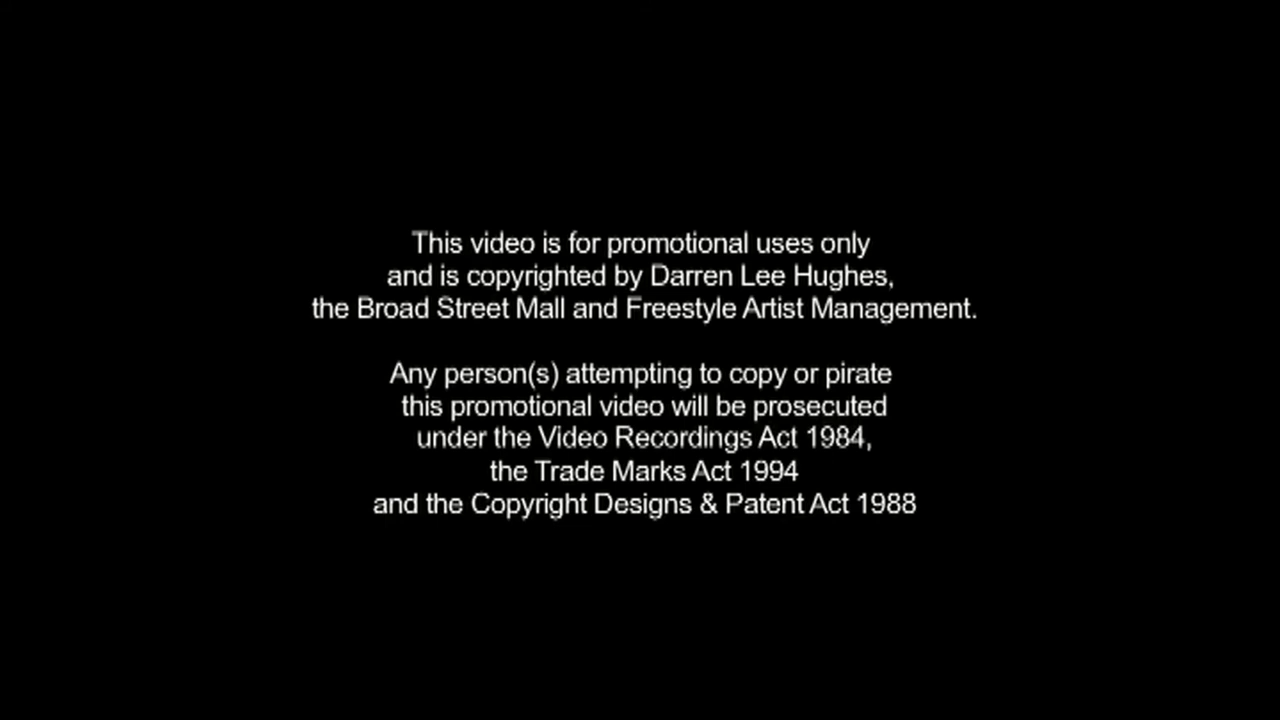 This video is for promotional uses only
and is copyrighted by Darren Lee Hughes,
the Broad Street Mall and Freestyle Artist Management.
Any person(s) attempting to copy or pirate
this promotional video will be prosecuted
under the Video Recordings Act 1984,
the Trade Marks Act 1994
and the Copyright Designs & Patent Act 1988